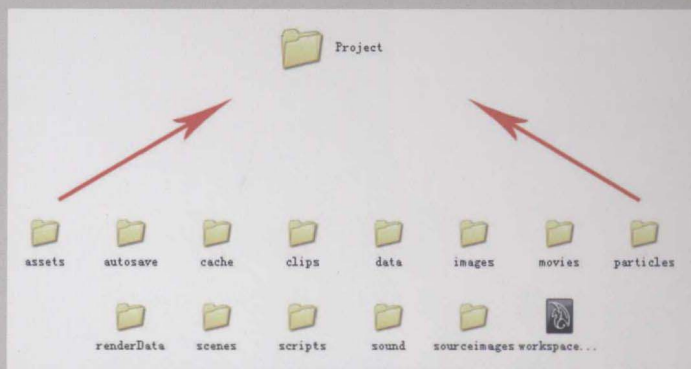 Project
assets autosave cache clips data images movies particles
renderData scenes scripts sound sourceimages workspace...